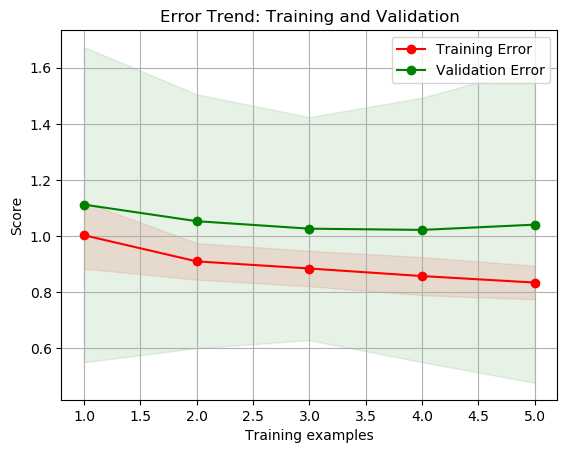 Error Trend: Training and Validation
Training Error
Validation Error
1.6
1.4
1.2
1.0
0.8
0.6
Score
1.0 1.5 2.0 2.5 3.0 3.5 4.0 4.5 5.0
Training examples